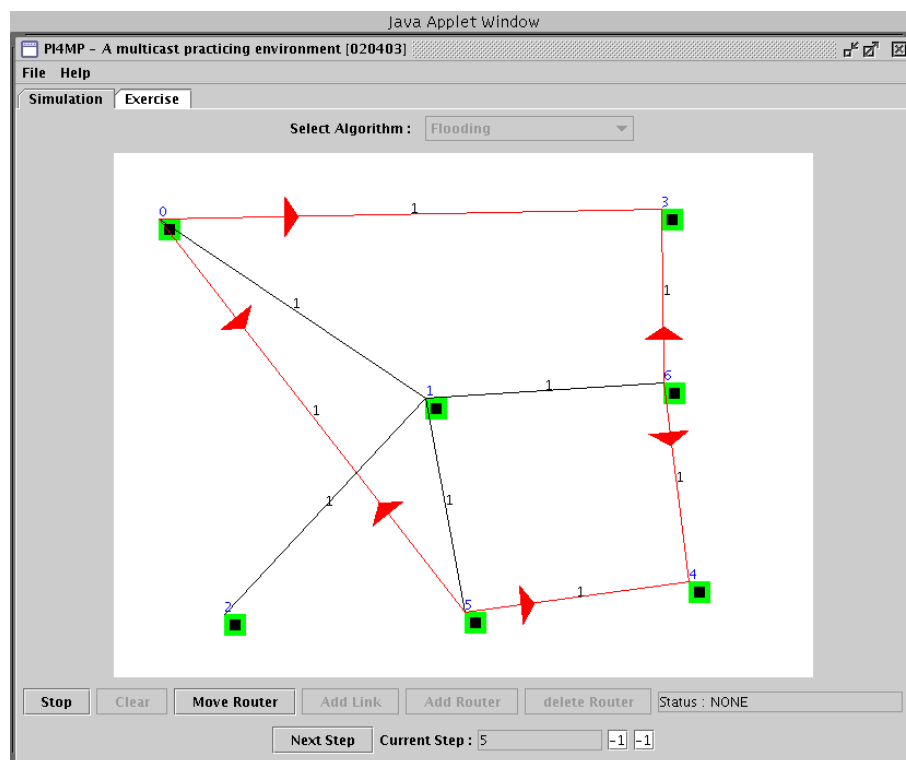 Java Applet Window
PI4MP - A multicast practicing environment [020403]
File Help
Simulation Exercise
Select Algorithm : Flooding
0
3
1
1
1
6
1
1
1
1
1
1
1
4
2
5
1
Stop Clear Move Router Add Link Add Router delete Router Status : NONE
Next Step Current Step : 5 -1 -1